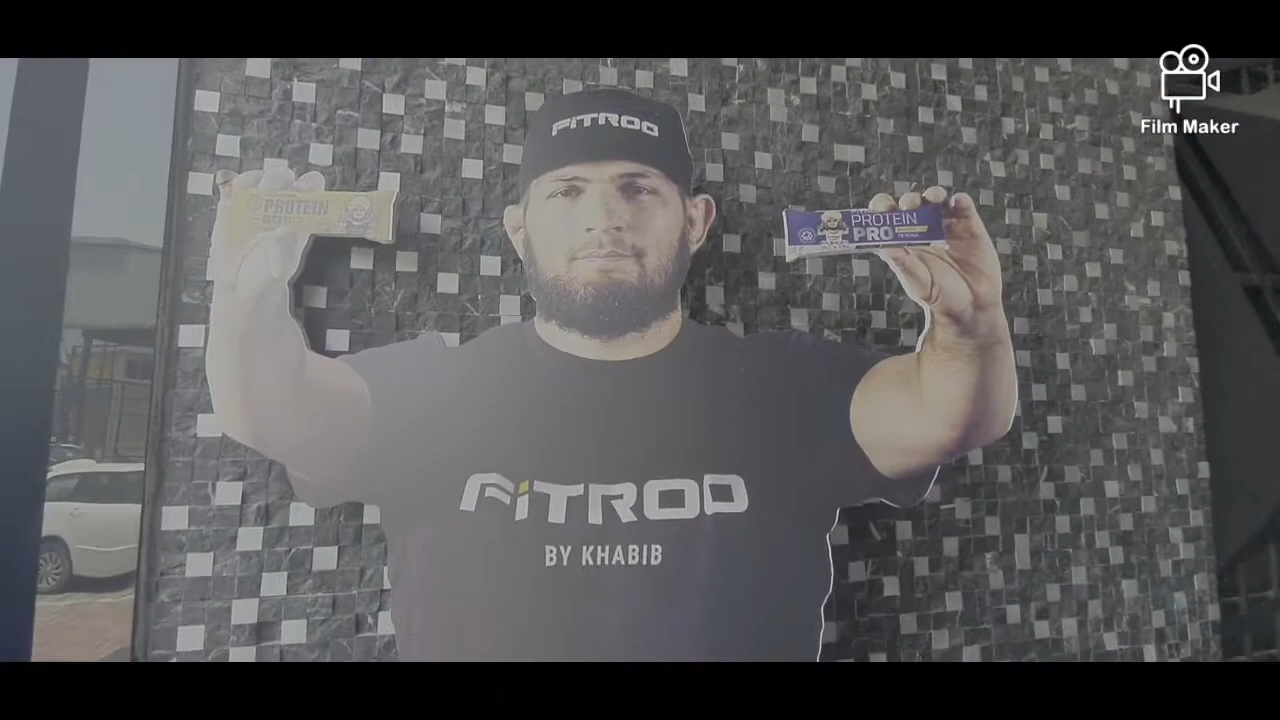 Film Maker
FITROO
PROTEIN
PROTEIN
PRO
FITROO
BY KHABIB